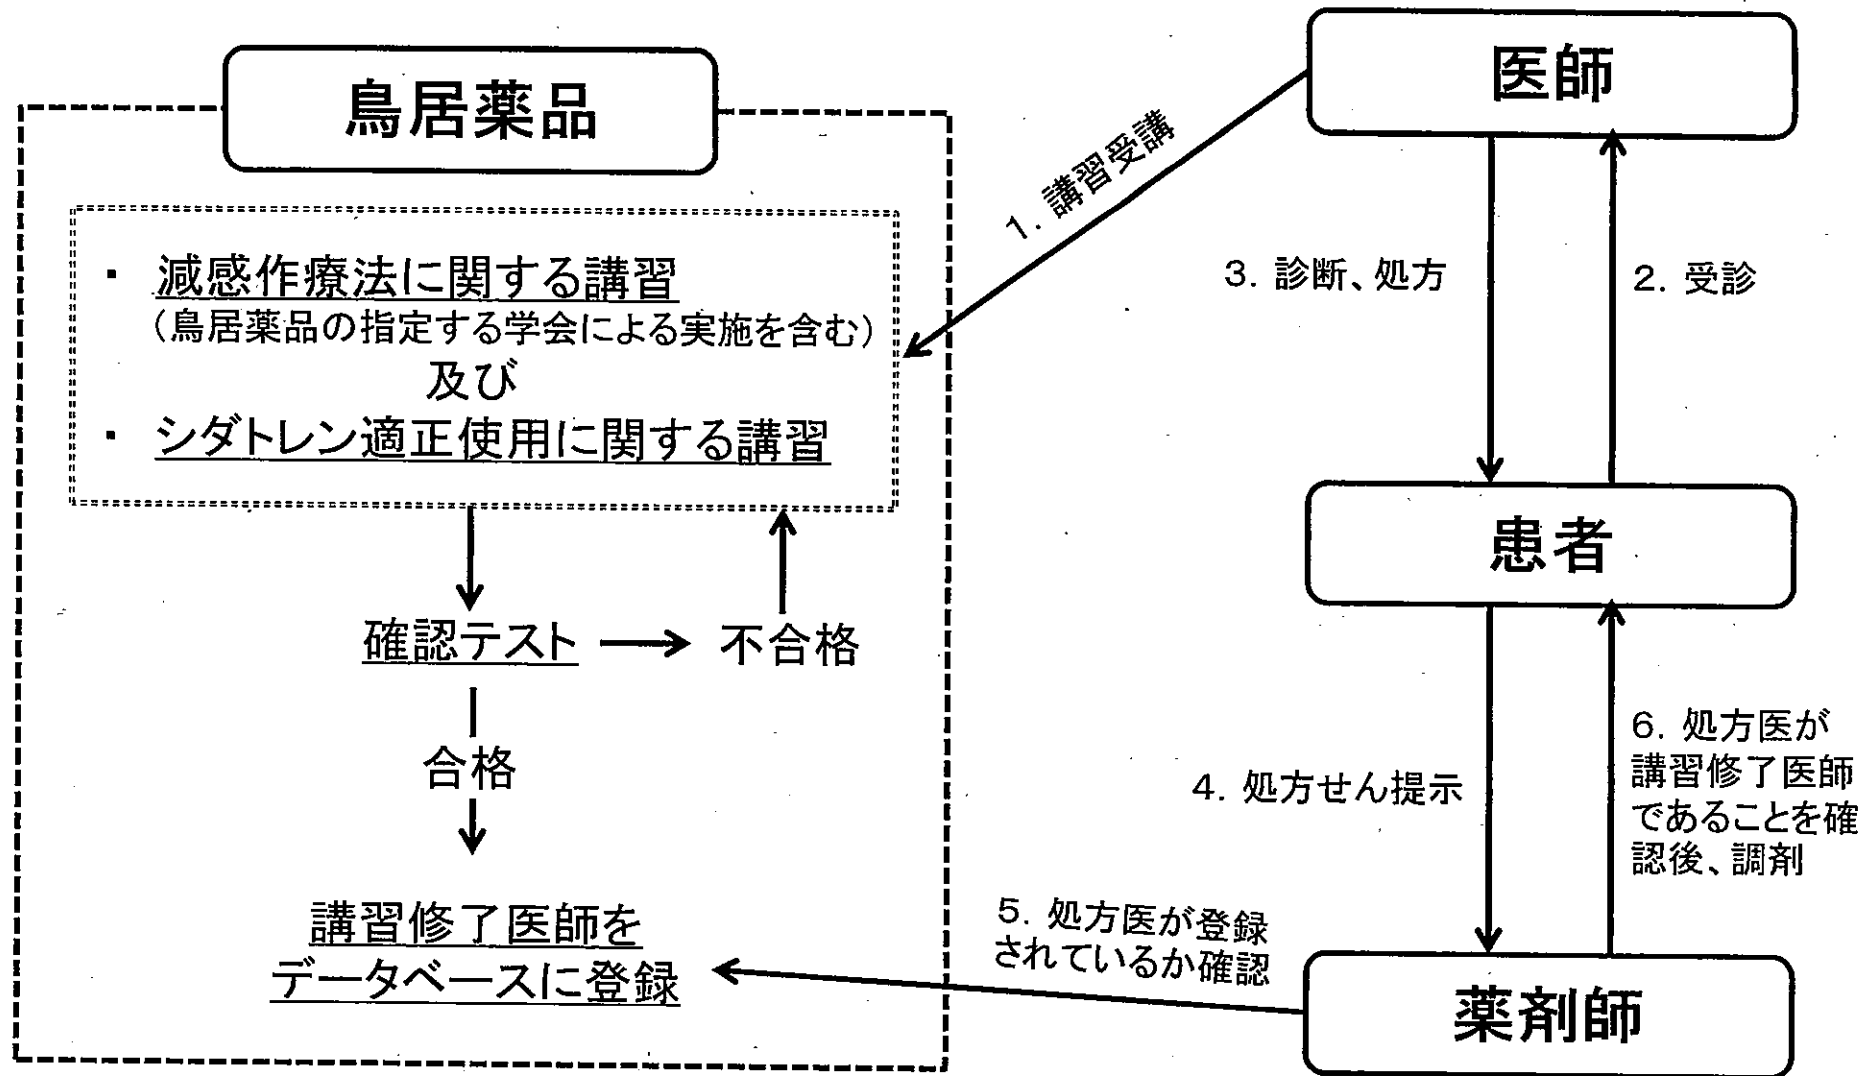 鳥居薬品
・ 減感作療法に関する講習
（鳥居薬品の指定する学会による実施を含む）
及び
・ シダトレン適正使用に関する講習
確認テスト
不合格
合格
講習修了医師を
データベースに登録
医師
1. 講習受講
3. 診断、処方
2. 受診
患者
4. 処方せん提示
6. 処方医が
講習修了医師
であることを確
認後、調剤
5. 処方医が登録
されているか確認
薬剤師